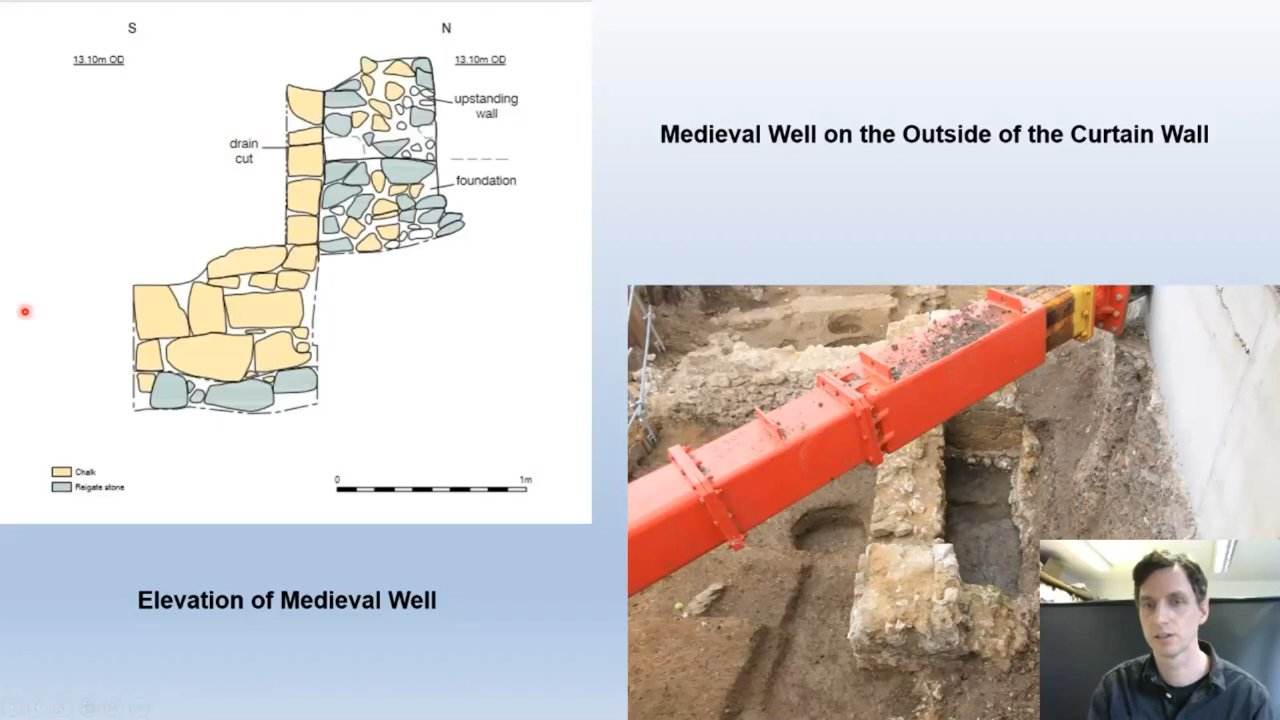 S
N
13.10m OD
13.10m OD
upstanding
wall
drain
cut
foundation
Chalk
Reigate stone
0
1m
Elevation of Medieval Well
Medieval Well on the Outside of the Curtain Wall